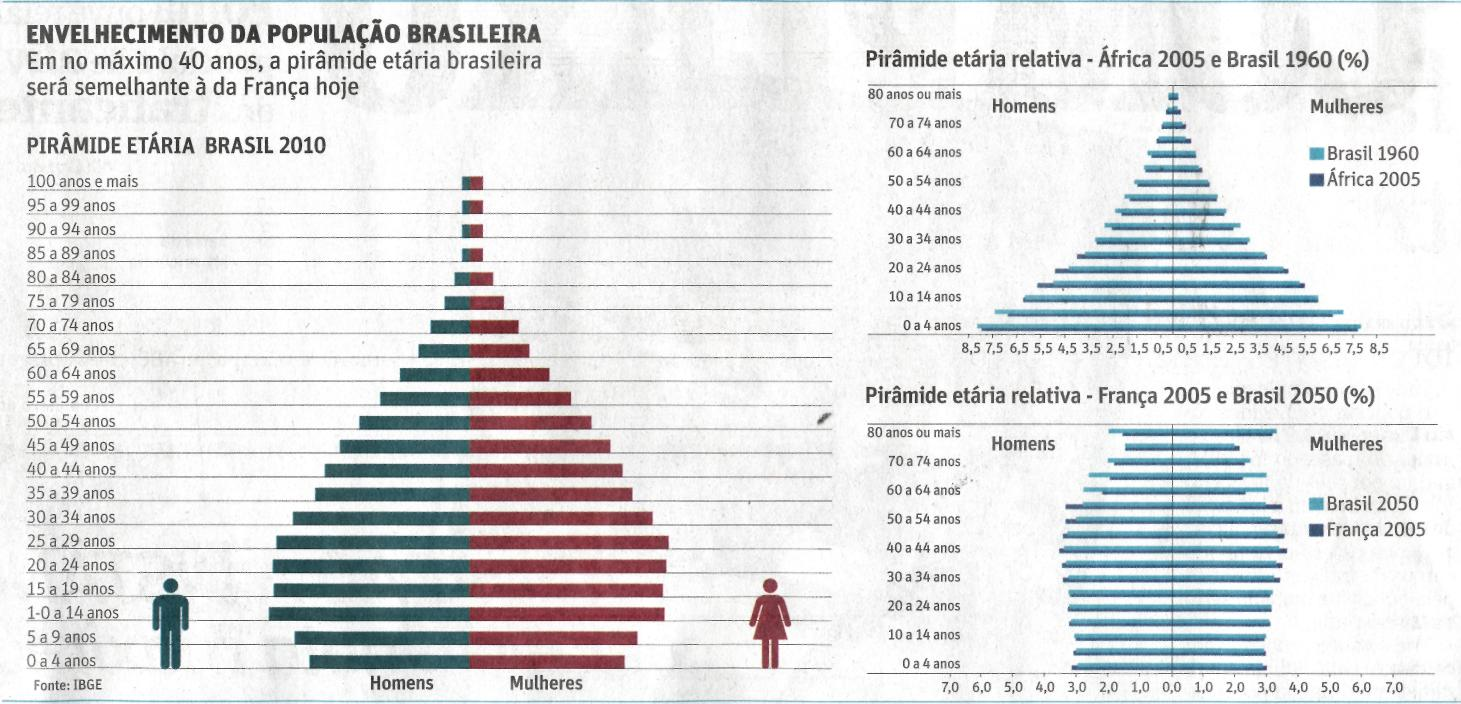 ENVELHECIMENTO DA POPULAÇÃO BRASILEIRA
Em no máximo 40 anos, a pirâmide etária brasileira
será semelhante à da França hoje
PIRÂMIDE ETÁRIA BRASIL 2010
100 anos e mais
95 a 99 anos
90 a 94 anos
85 a 89 anos
80 a 84 anos
75 a 79 anos
70 a 74 anos
65 a 69 anos
60 a 64 anos
55 a 59 anos
50 a 54 anos
45 a 49 anos
40 a 44 anos
35 a 39 anos
30 a 34 anos
25 a 29 anos
20 a 24 anos
15 a 19 anos
1-0 a 14 anos
5 a 9 anos
0 a 4 anos
Fonte: IBGE
Homens Mulheres
Pirâmide etária relativa - África 2005 e Brasil 1960 (%)
80 anos ou mais
Homens Mulheres
70 a 74 anos
60 a 64 anos
Brasil 1960
África 2005
50 a 54 anos
40 a 44 anos
30 a 34 anos
20 a 24 anos
10 a 14 anos
0 a 4 anos
8,5 7,5 6,5 5,5 4,5 3,5 2,5 1,5 0,5 0,5 1,5 2,5 3,5 4,5 5,5 6,5 7,5 8,5
Pirâmide etária relativa - França 2005 e Brasil 2050 (%)
80 anos ou mais
Homens Mulheres
70 a 74 anos
60 a 64 anos
Brasil 2050
França 2005
50 a 54 anos
40 a 44 anos
30 a 34 anos
20 a 24 anos
10 a 14 anos
0 a 4 anos
7,0 6,0 5,0 4,0 3,0 2,0 1,0 0,0 1,0 2,0 3,0 4,0 5,0 6,0 7,0